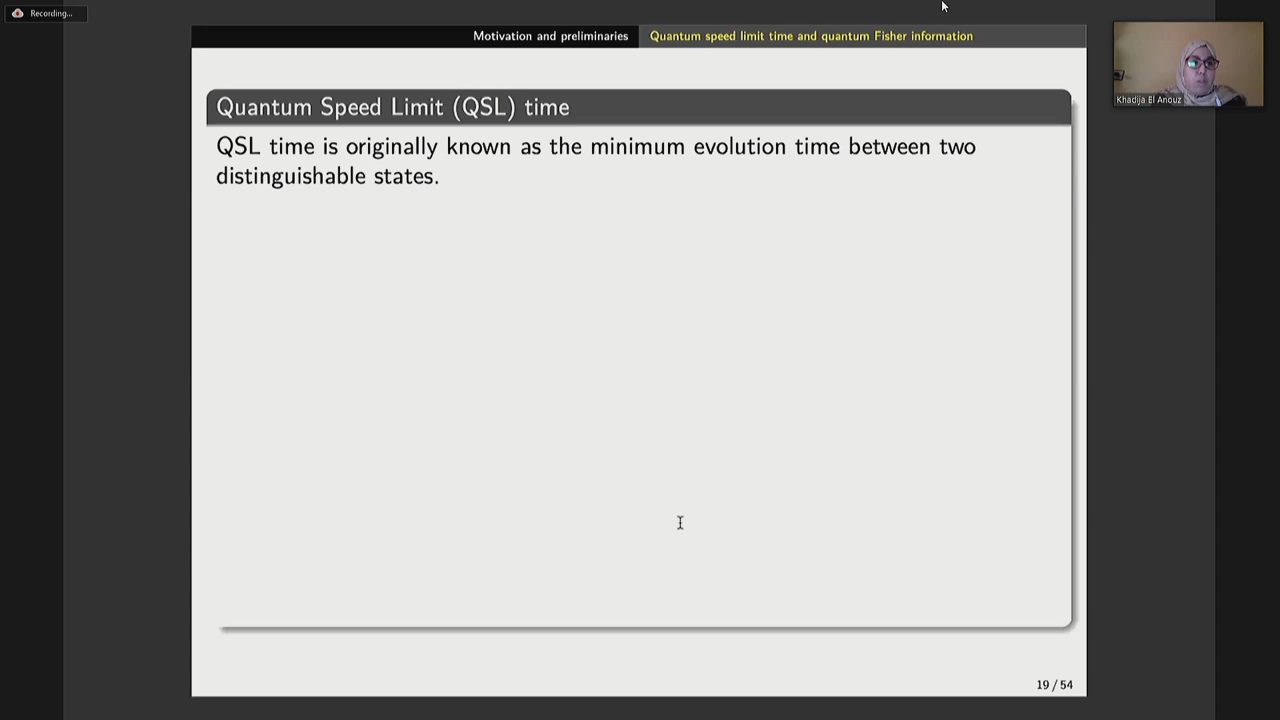 Recording...
Motivation and preliminaries Quantum speed limit time and quantum Fisher information
Khadija El Anouz
Quantum Speed Limit (QSL) time
QSL time is originally known as the minimum evolution time between two
distinguishable states.
19 / 54